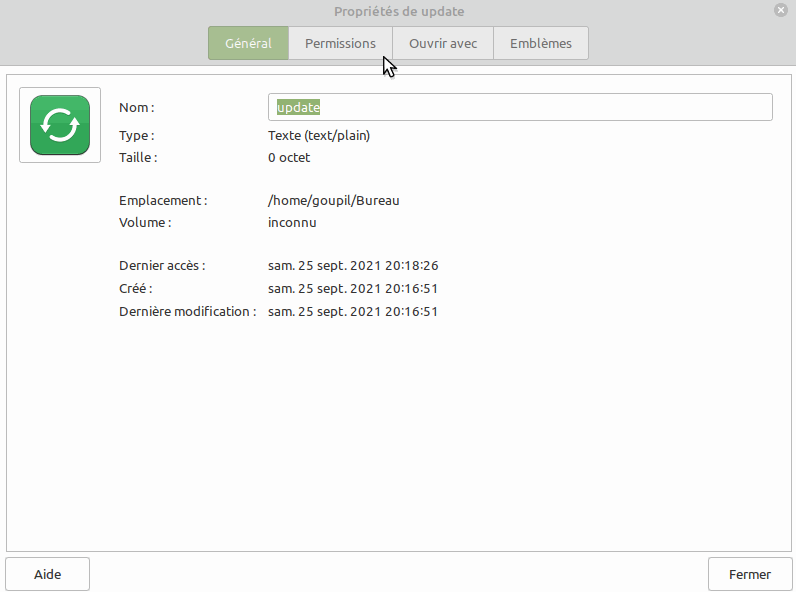 Propriétés de update
Général Permissions Ouvrir avec Emblèmes
Nom : update
Type : Texte (text/plain)
Taille : 0 octet
Emplacement : /home/goupil/Bureau
Volume : inconnu
Dernier accès : sam. 25 sept. 2021 20:18:26
Créé : sam. 25 sept. 2021 20:16:51
Dernière modification : sam. 25 sept. 2021 20:16:51
Aide Fermer